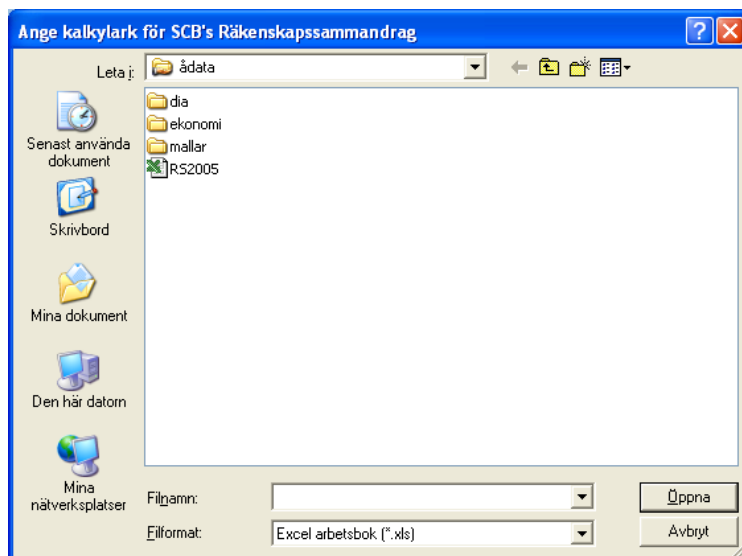 Ange kalkylark för SCB's Räkenskapssammandrag
Leta i:
ådata
Senast använda
dokument
Skrivbord
Mina dokument
Den här datorn
Mina
nätverksplatser
dia
ekonomi
mallar
RS2005
Filnamn:
Öppna
Filformat:
Excel arbetsbok (*.xls)
Avbryt